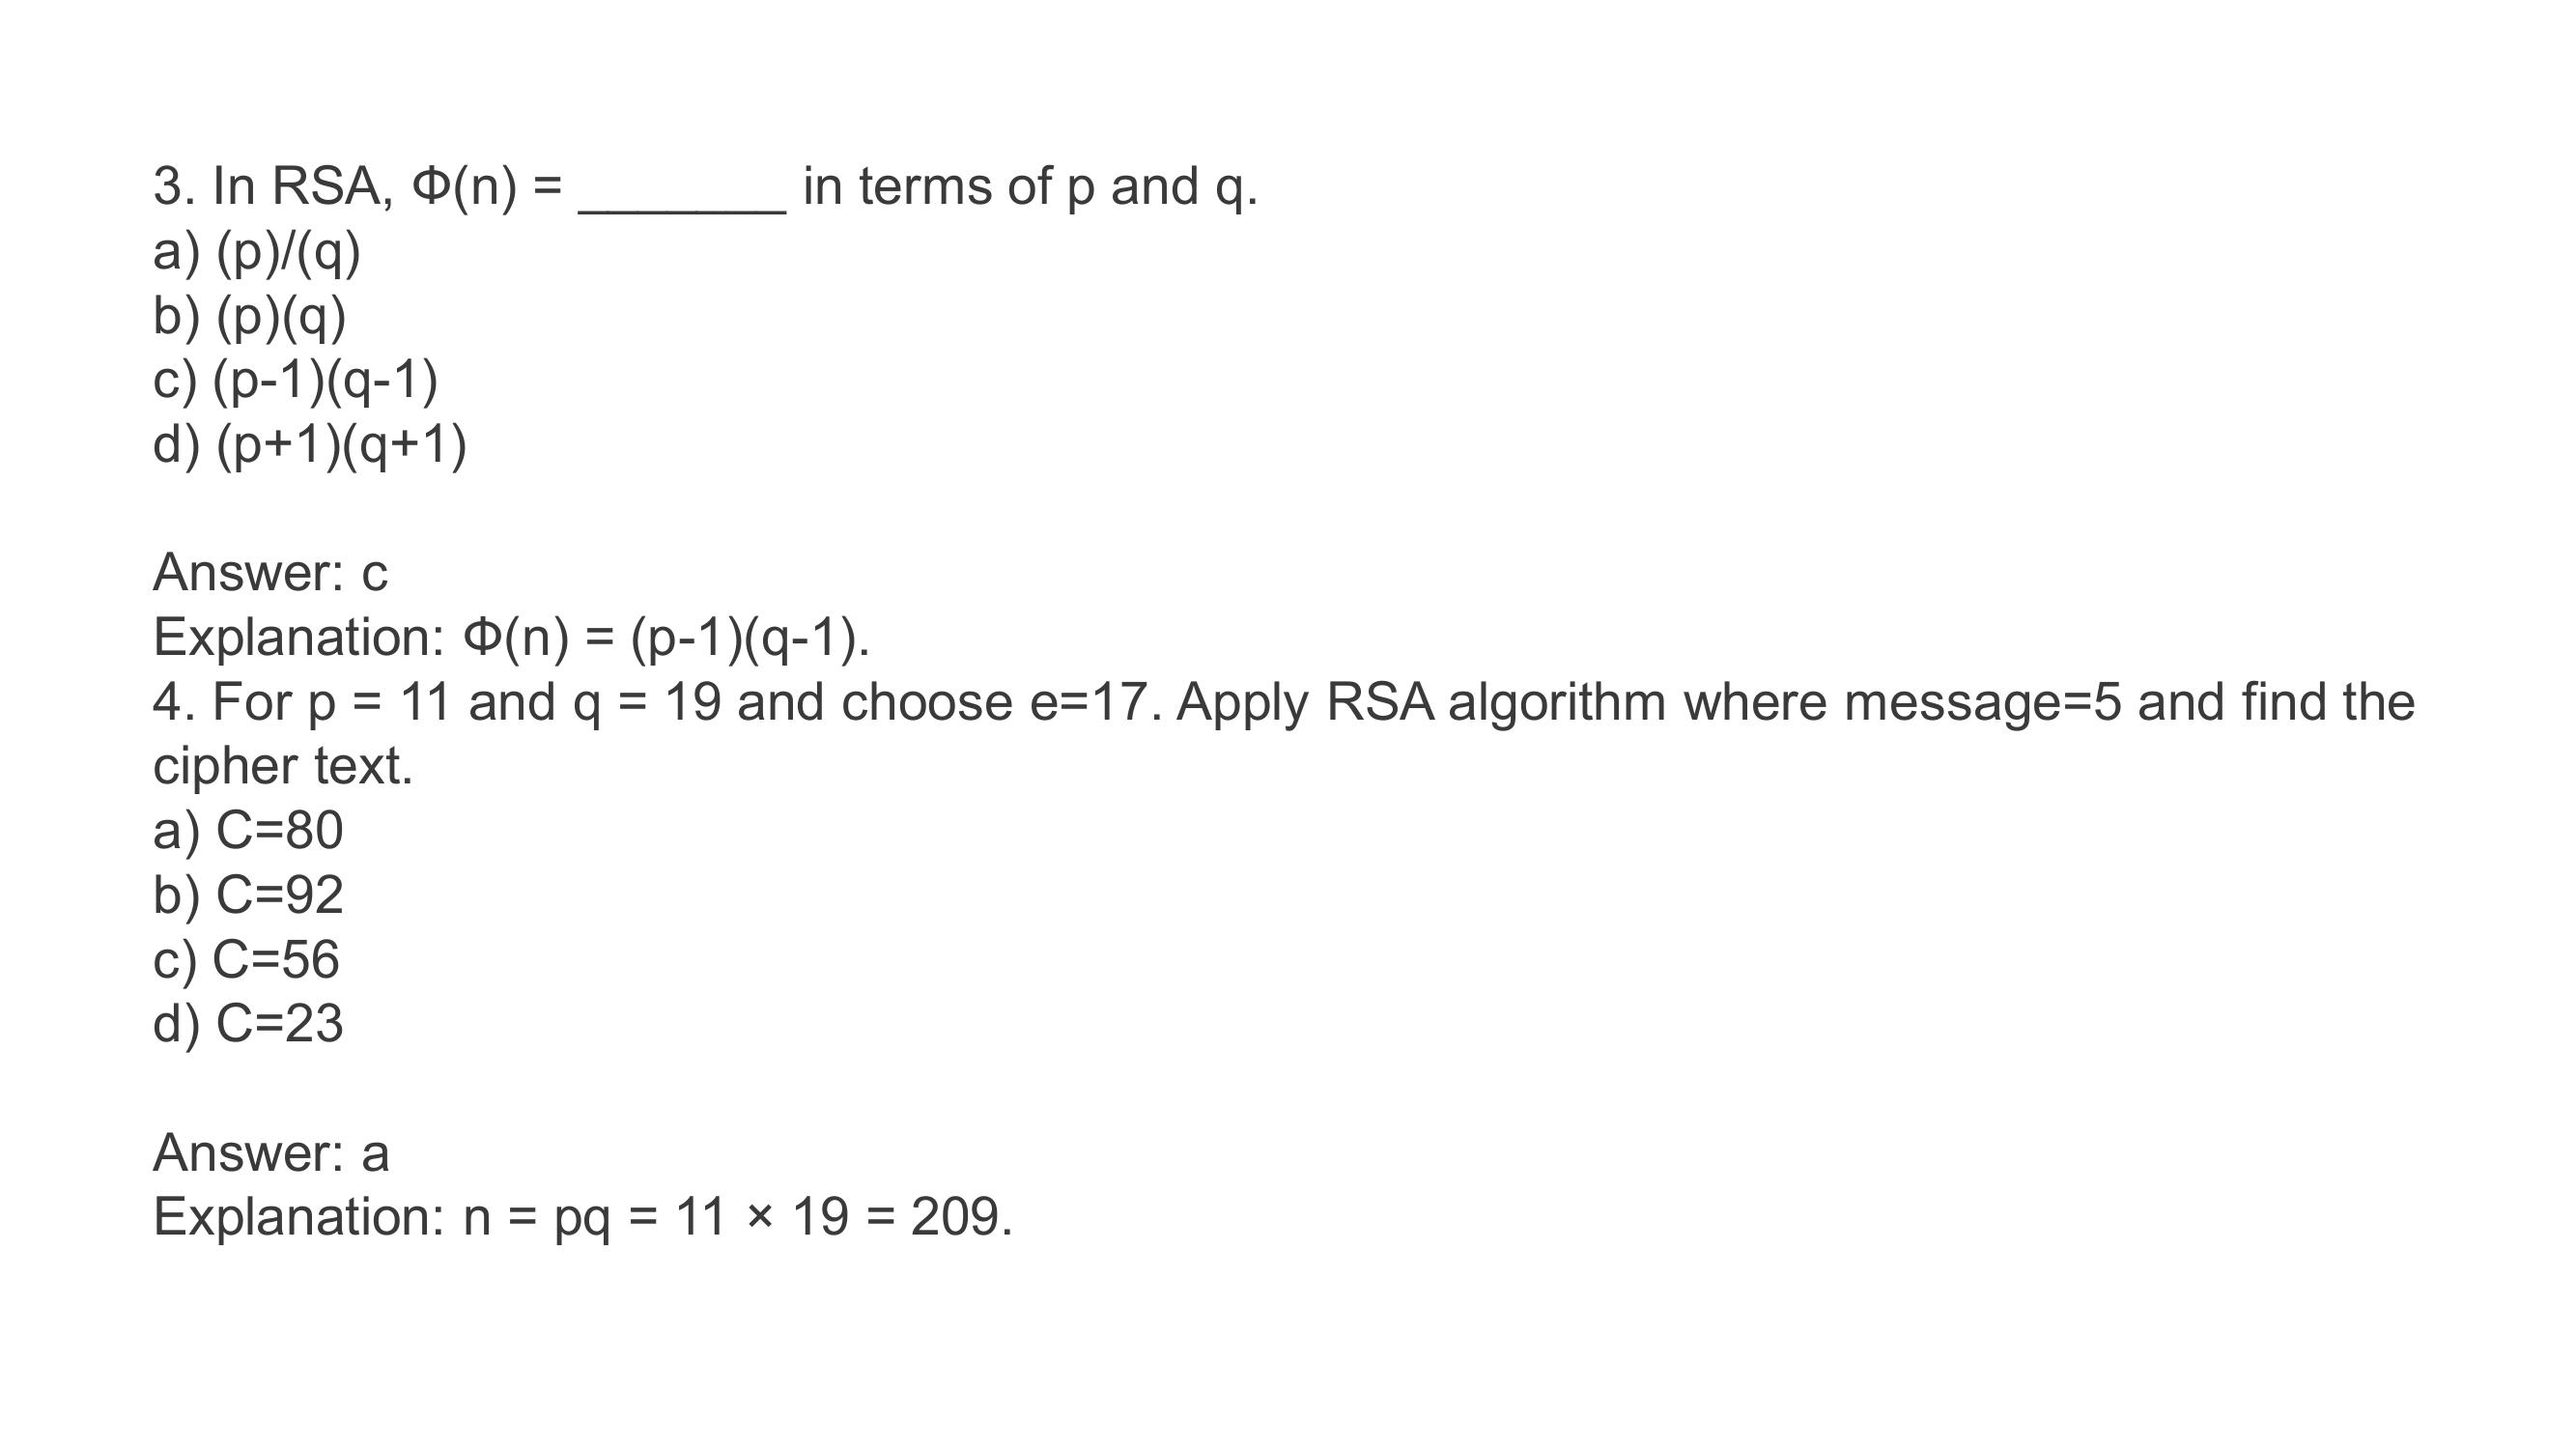 3. In RSA, Φ(n) = _______ in terms of p and q.
a) (p)/(q)
b) (p)(q)
c) (p-1)(q-1)
d) (p+1)(q+1)
Answer: c
Explanation: Φ(n) = (p-1)(q-1).
4. For p = 11 and q = 19 and choose e=17. Apply RSA algorithm where message=5 and find the
cipher text.
a) C=80
b) C=92
c) C=56
d) C=23
Answer: a
Explanation: n = pq = 11 × 19 = 209.